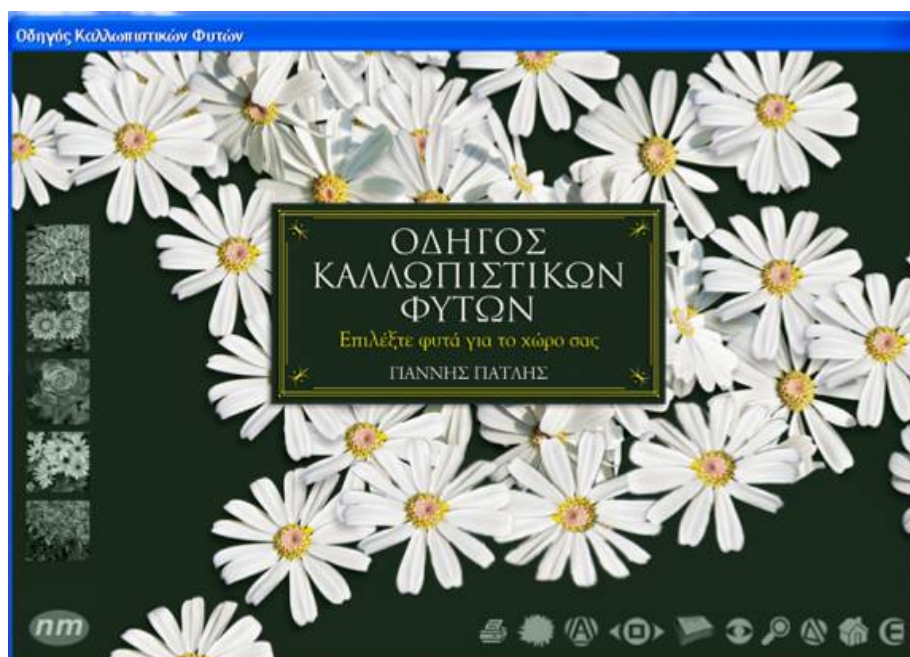 Οδηγός Καλλωπιστικών Φυτών
ΟΔΗΓΟΣ
ΚΑΛΛΩΠΙΣΤΙΚΩΝ
ΦΥΤΩΝ
Επιλέξτε φυτά για το χώρο σας
ΓΙΑΝΝΗΣ ΠΑΤΛΗΣ
nm